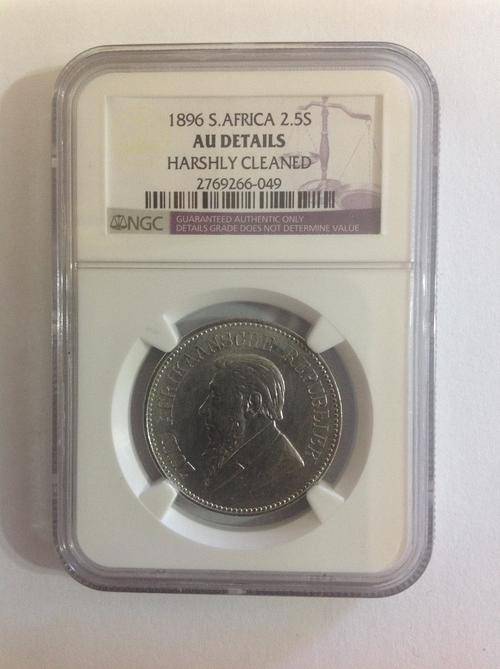 1896 S.AFRICA 2.5S
AU DETAILS
HARSHLY CLEANED
2769266-049
NGC
GUARANTEED AUTHENTIC ONLY
DETAILS GRADE DOES NOT DETERMINE VALUE
ZUID AFRIKAANSCHE REPUBLIEK